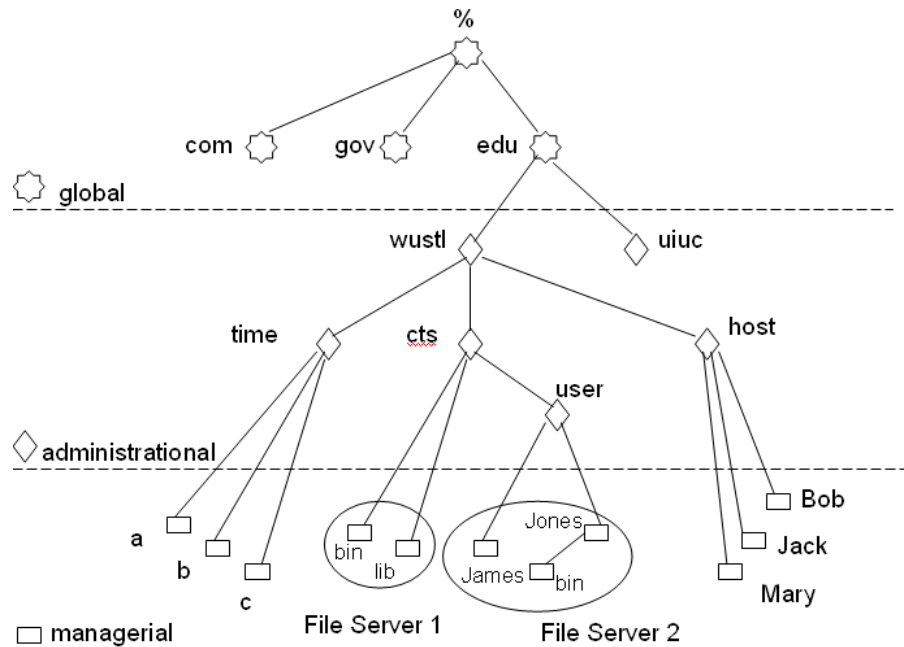 %
com
gov
edu
global
wustl
uiuc
time
cts
host
user
administrational
Bob
a
bin
Jones
Jack
b
lib
James
bin
c
Mary
File Server 1
File Server 2
managerial